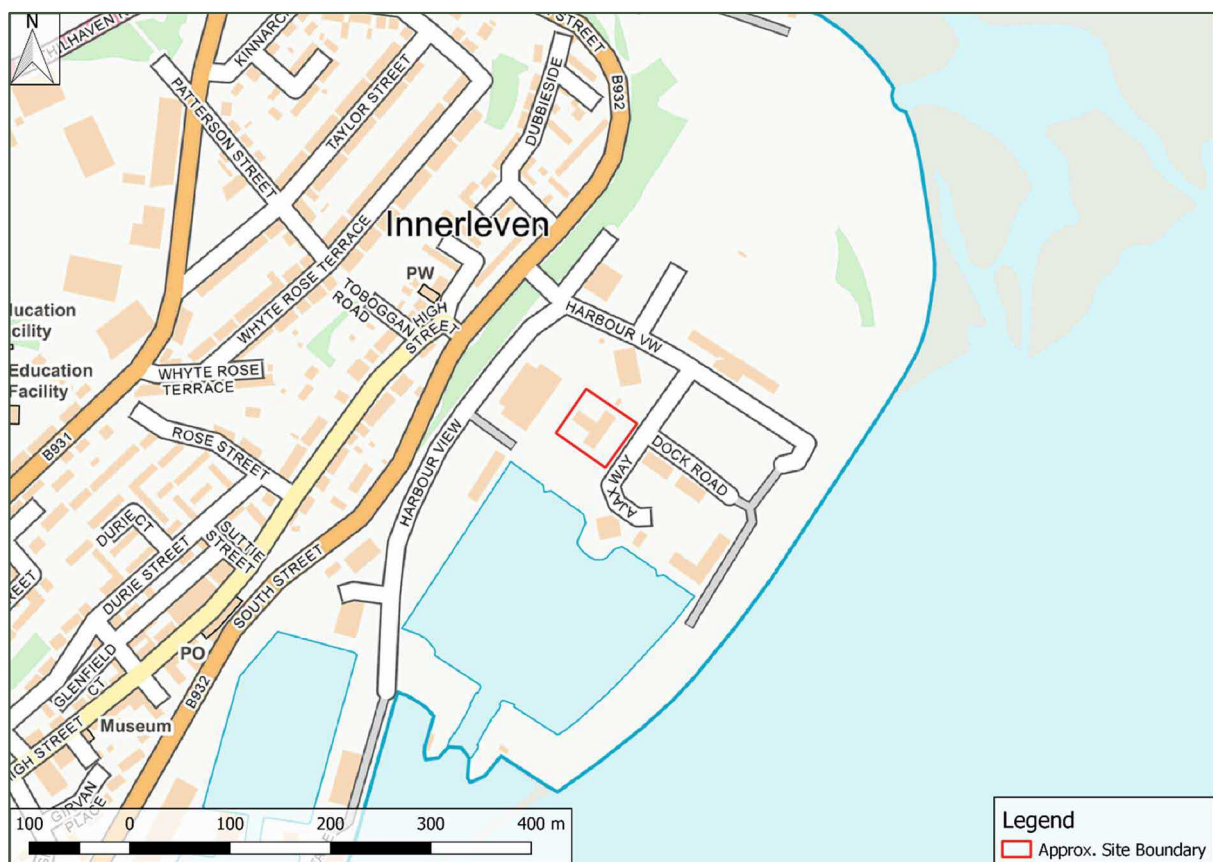 N
KINNARCH
STREET
B932
PATTERSON STREET
TAYLOR STREET
DUBBIESIDE
Innerleven
PW
WHYTE ROSE TERRACE
TOBOGGAN
ROAD
HIGH
STREET
HARBOUR VW
Education
Facility
WHYTE ROSE
TERRACE
B931
ROSE STREET
HARBOUR VIEW
AJAX WAY
DOCK ROAD
DURIE
CT
SUTTIE
STREET
DURIE STREET
SOUTH STREET
PO
GLENFIELD
CT
B932
Museum
HIGH STREET
GIRVAN
PLACE
100 0 100 200 300 400 m
Legend
Approx. Site Boundary